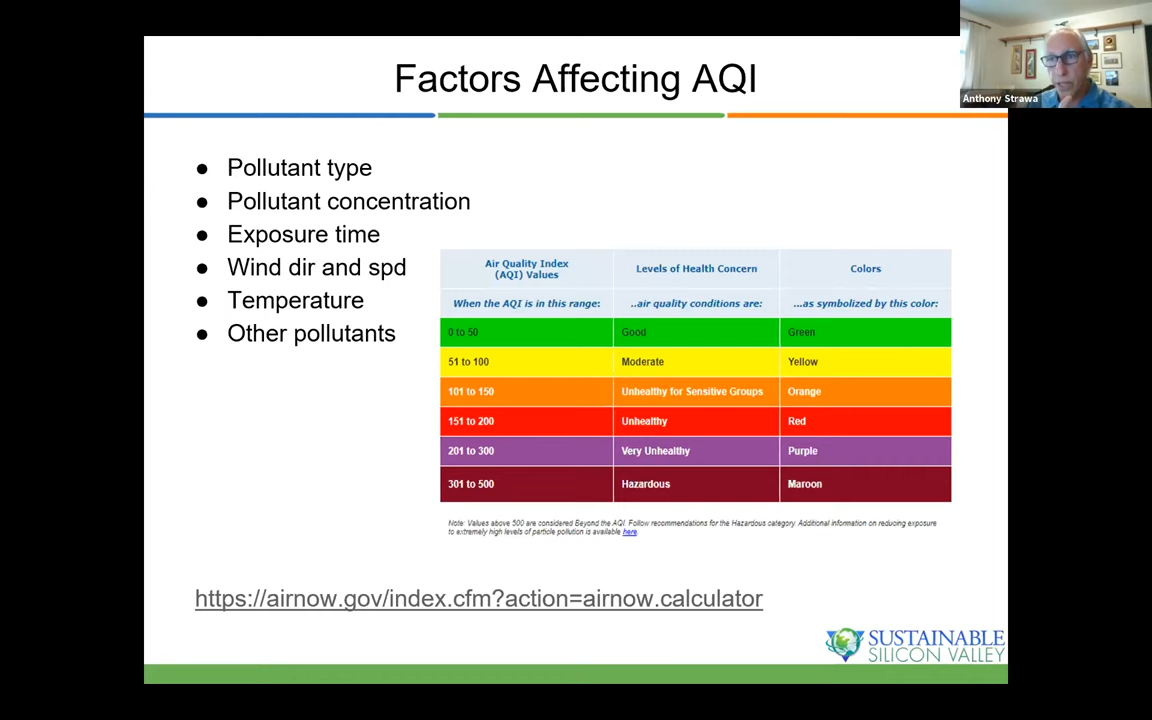 Factors Affecting AQI
Anthony Strawa
● Pollutant type
● Pollutant concentration
● Exposure time
● Wind dir and spd
● Temperature
● Other pollutants
Air Quality Index
(AQI) Values
Levels of Health Concern
Colors
When the AQI is in this range:
..air quality conditions are:
...as symbolized by this color:
0 to 50
Good
Green
51 to 100
Moderate
Yellow
101 to 150
Unhealthy for Sensitive Groups
Orange
151 to 200
Unhealthy
Red
201 to 300
Very Unhealthy
Purple
301 to 500
Hazardous
Maroon
Note: Values above 500 are considered Beyond the AQI. Follow recommendations for the Hazardous category. Additional information on reducing exposure
to extremely high levels of particle pollution is available here.
https://airnow.gov/index.cfm?action=airnow.calculator
SUSTAINABLE
SILICON VALLEY